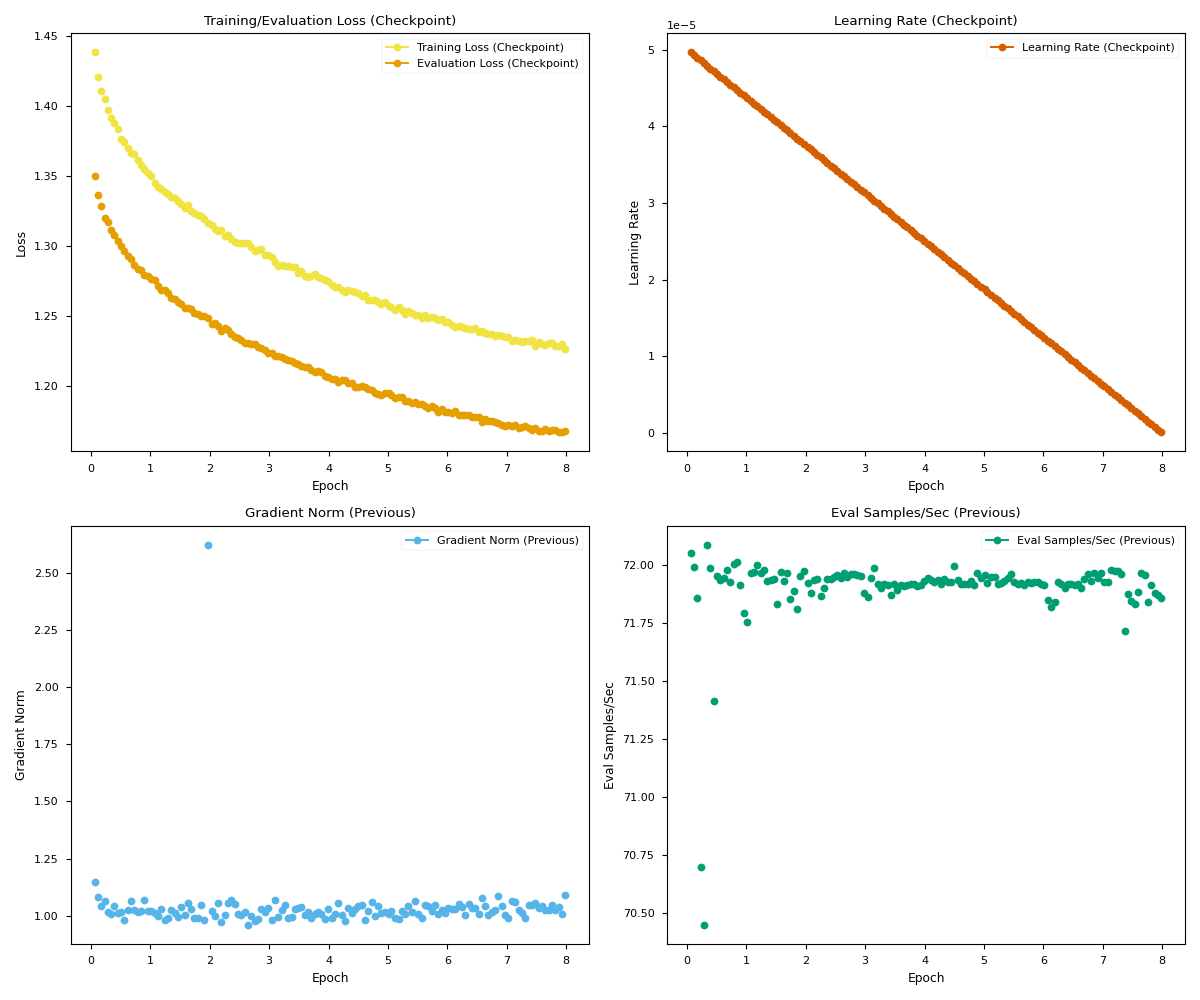 Training/Evaluation Loss (Checkpoint)
Training Loss (Checkpoint)
Evaluation Loss (Checkpoint)
1.45
1.40
1.35
1.30
1.25
1.20
Loss
0 1 2 3 4 5 6 7 8
Epoch
Learning Rate (Checkpoint)
1e−5
Learning Rate (Checkpoint)
5
4
3
2
1
0
Learning Rate
0 1 2 3 4 5 6 7 8
Epoch
Gradient Norm (Previous)
Gradient Norm (Previous)
2.50
2.25
2.00
1.75
1.50
1.25
1.00
Gradient Norm
0 1 2 3 4 5 6 7 8
Epoch
Eval Samples/Sec (Previous)
Eval Samples/Sec (Previous)
72.00
71.75
71.50
71.25
71.00
70.75
70.50
Eval Samples/Sec
0 1 2 3 4 5 6 7 8
Epoch